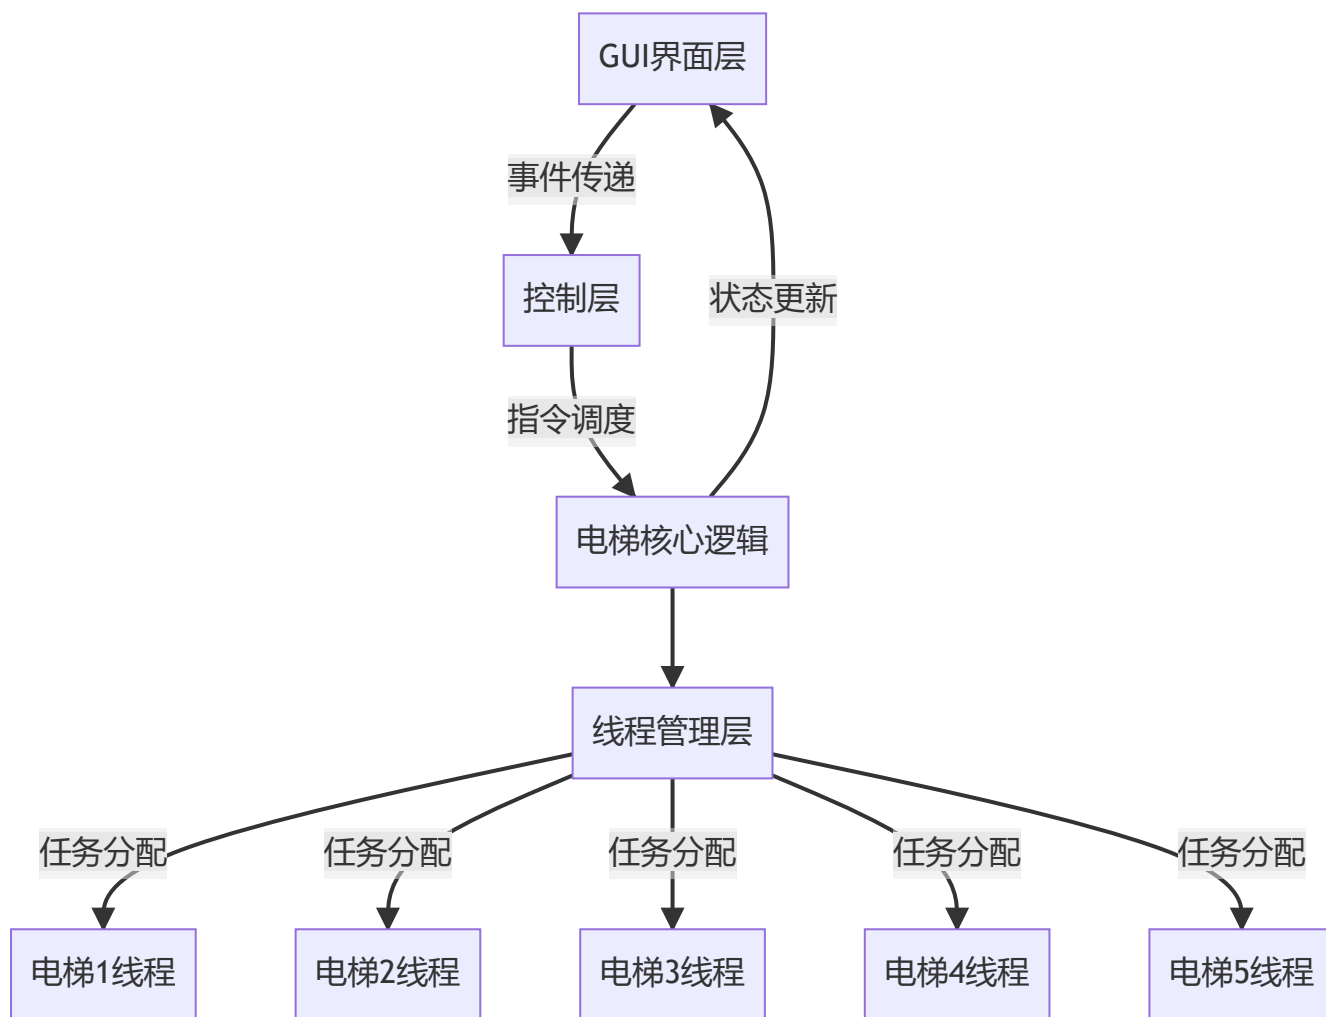 GUI界面层
事件传递
控制层
状态更新
指令调度
电梯核心逻辑
线程管理层
任务分配
任务分配
任务分配
任务分配
任务分配
电梯1线程
电梯2线程
电梯3线程
电梯4线程
电梯5线程